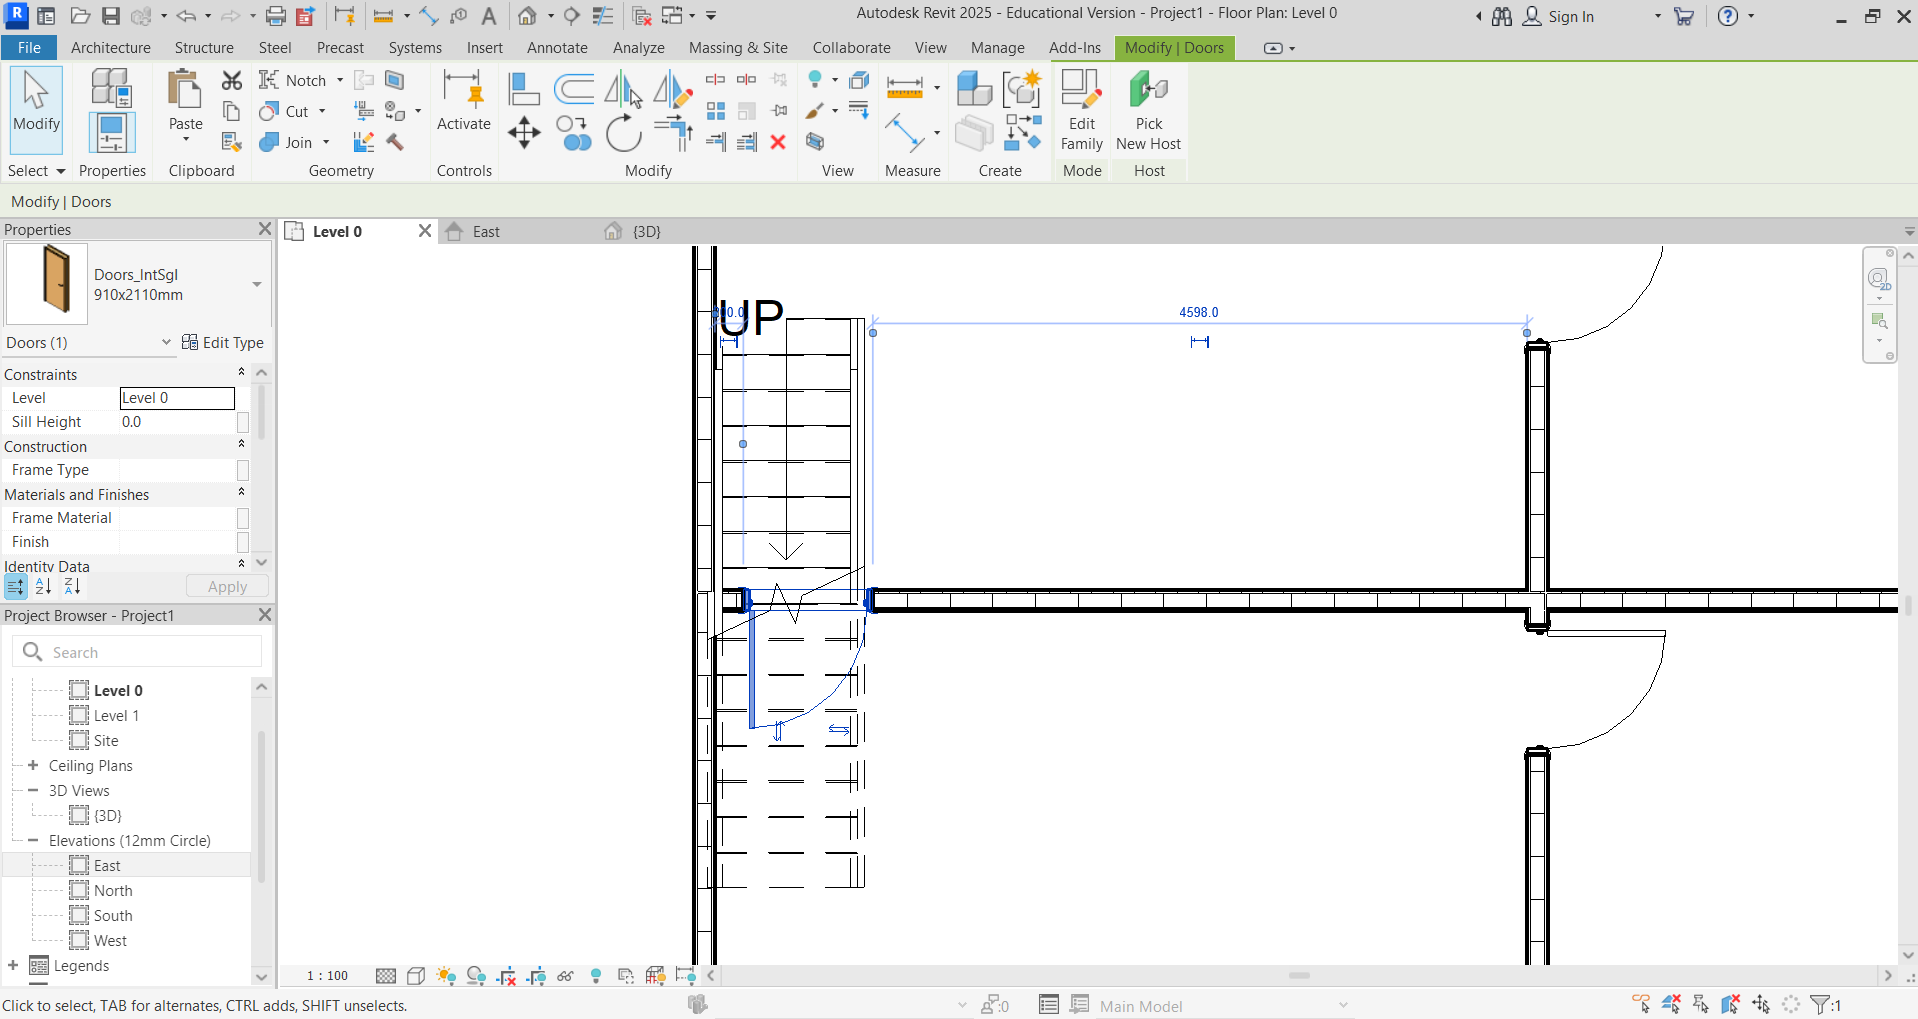 Autodesk Revit 2025 - Educational Version - Project1 - Floor Plan: Level 0
Sign In
File Architecture Structure Steel Precast Systems Insert Annotate Analyze Massing & Site Collaborate View Manage Add-Ins Modify | Doors
Modify
Paste
Notch
Cut
Join
Activate
Edit
Family
Pick
New Host
Select Properties Clipboard Geometry Controls Modify View Measure Create Mode Host
Modify | Doors
Properties
Level 0
East
{3D}
Doors_IntSgl
910x2110mm
Doors (1)
Edit Type
Constraints
Level Level 0
Sill Height 0.0
Construction
Frame Type
Materials and Finishes
Frame Material
Finish
Identity Data
Apply
Project Browser - Project1
Search
Level 0
Level 1
Site
Ceiling Plans
3D Views
{3D}
Elevations (12mm Circle)
East
North
South
West
Legends
UP
4598.0
2D
1 : 100
Click to select, TAB for alternates, CTRL adds, SHIFT unselects.
:0
Main Model
:1